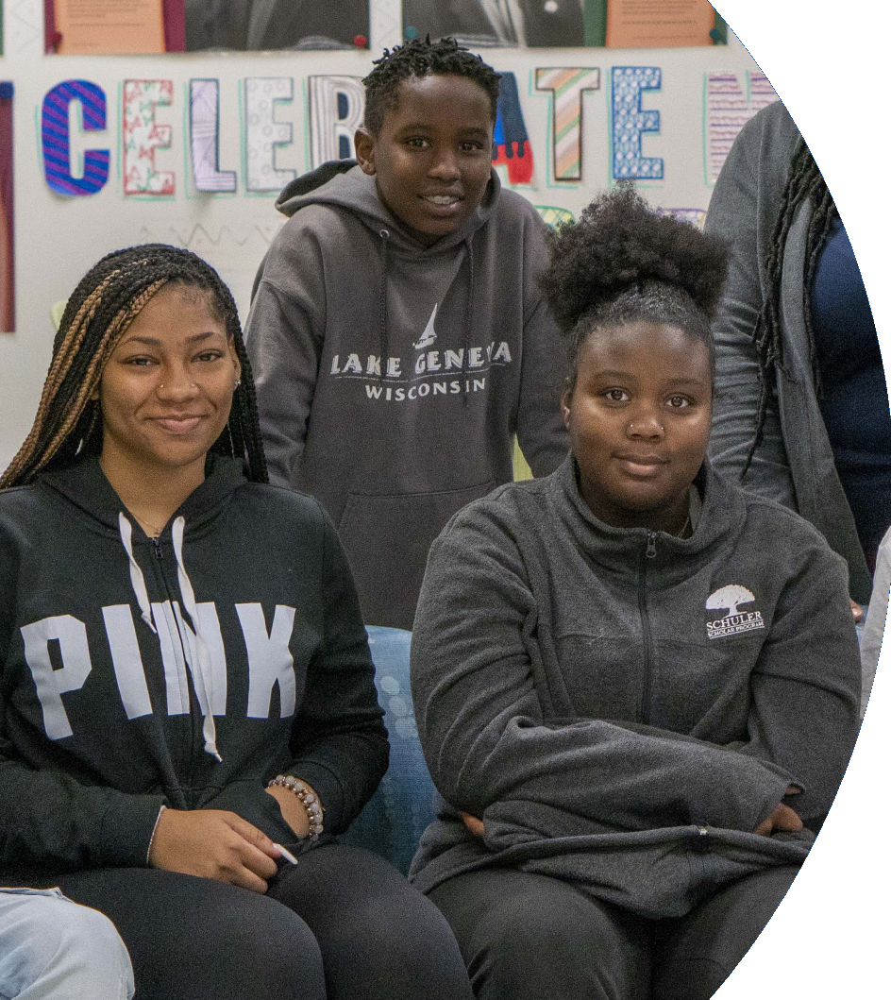 CELEBRATE
LAKE GENEVA
WISCONSIN
PINK
SCHULER
SCHOLAR PROGRAM